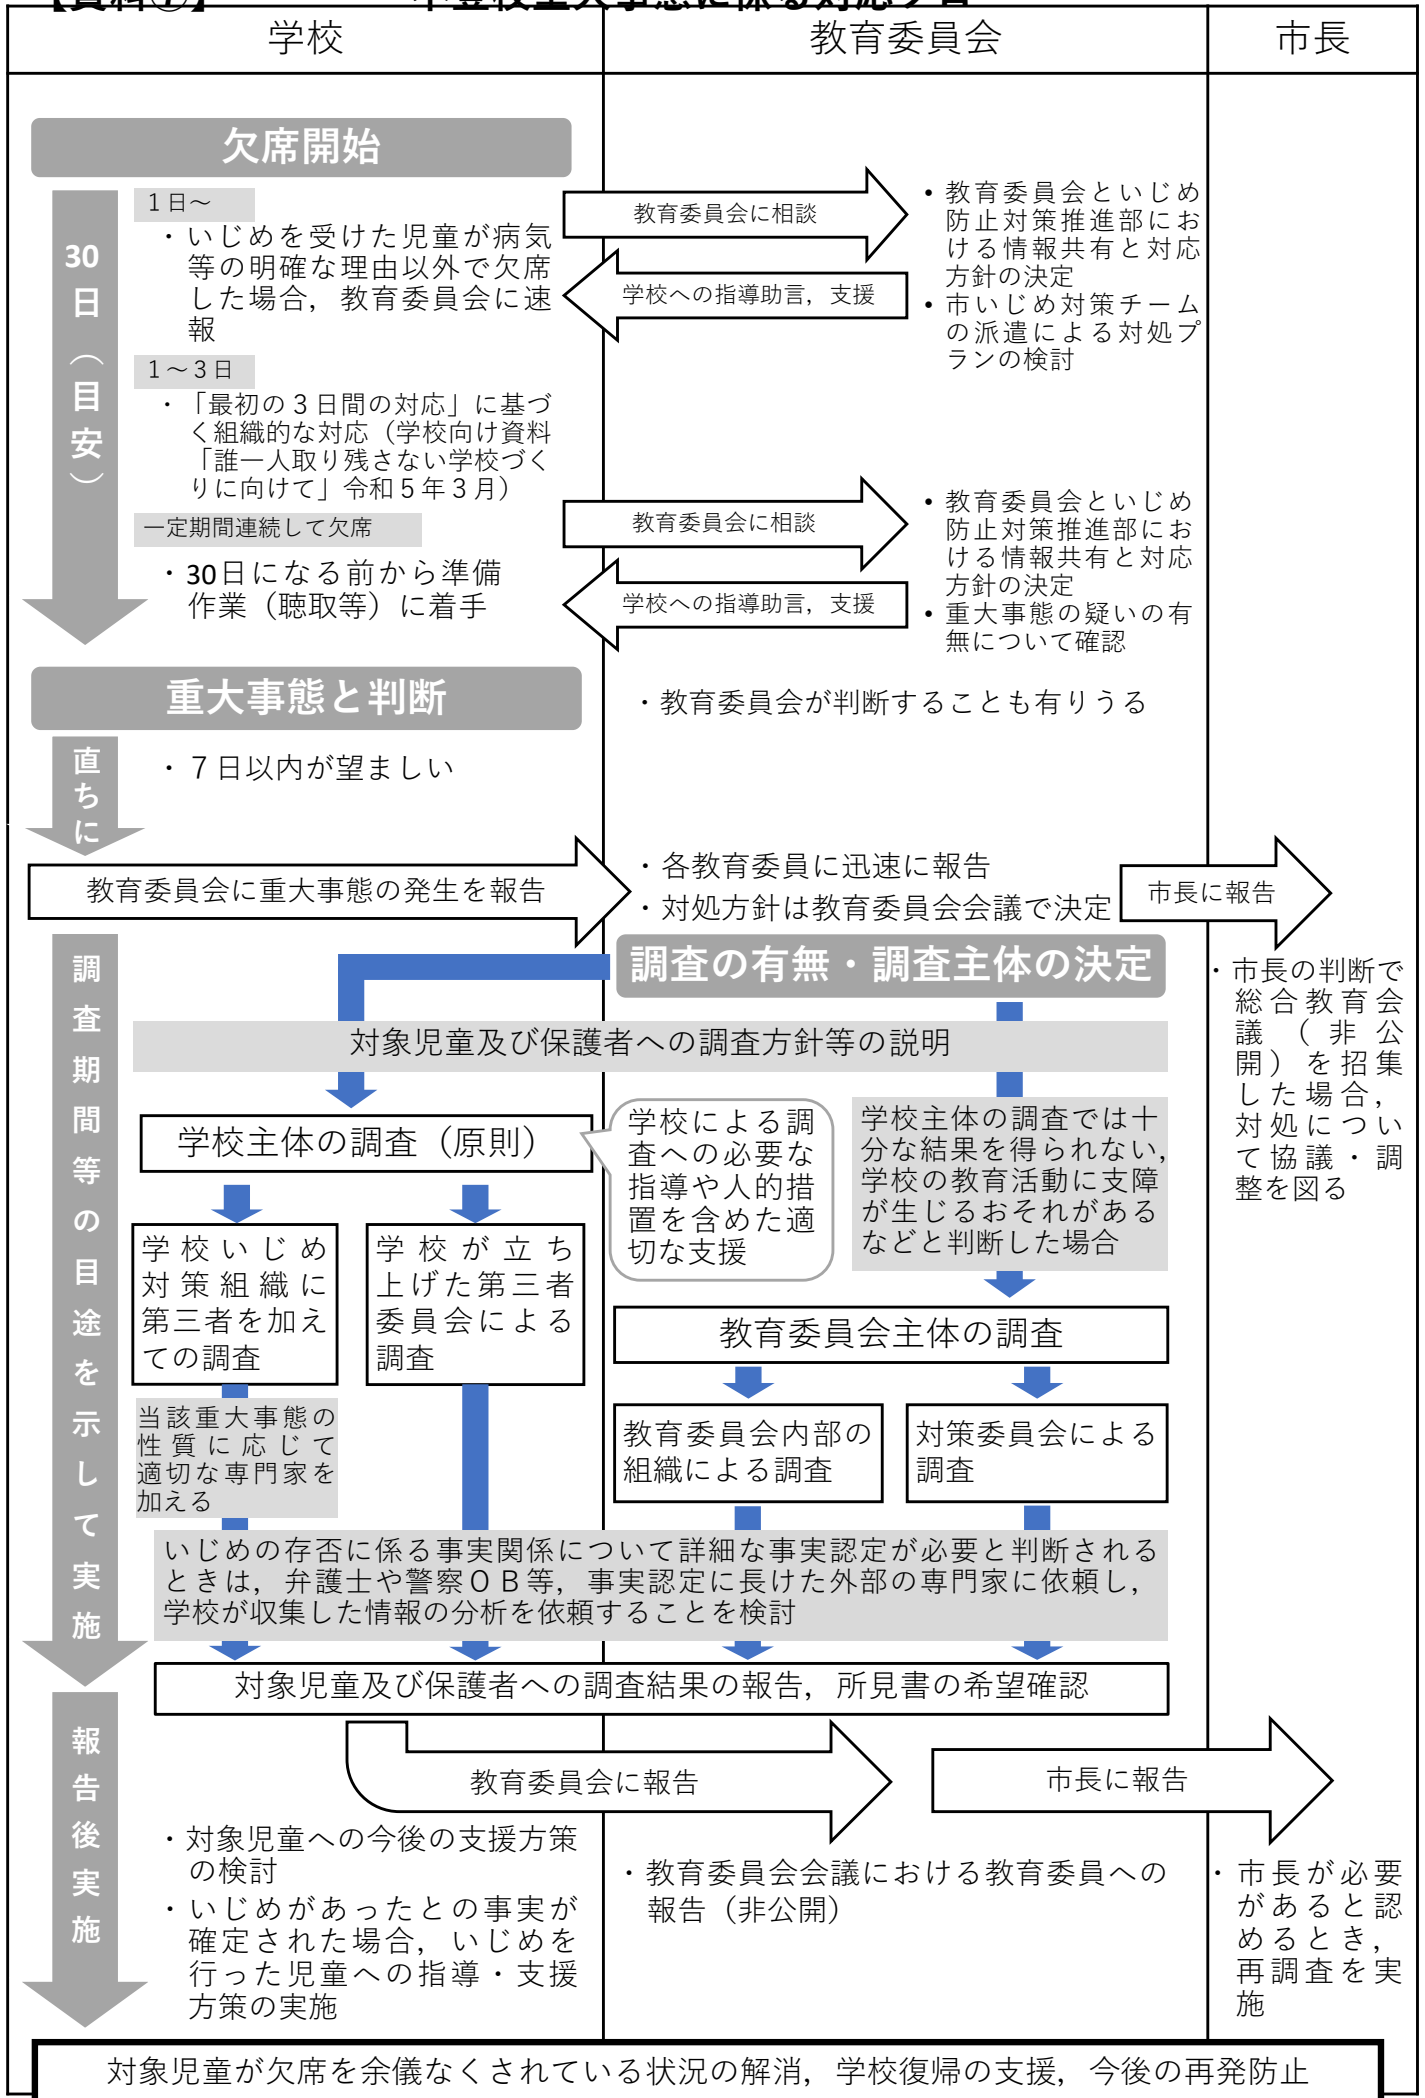 学校
教育委員会
市長
欠席開始
30日（目安）
１日～
・いじめを受けた児童が病気
等の明確な理由以外で欠席
した場合，教育委員会に速
報
教育委員会に相談
学校への指導助言，支援
• 教育委員会といじめ
防止対策推進部にお
ける情報共有と対応
方針の決定
• 市いじめ対策チーム
の派遣による対処プ
ランの検討
１～３日
・「最初の３日間の対応」に基づ
く組織的な対応（学校向け資料
「誰一人取り残さない学校づく
りに向けて」令和５年３月）
一定期間連続して欠席
・30日になる前から準備
作業（聴取等）に着手
教育委員会に相談
学校への指導助言，支援
• 教育委員会といじめ
防止対策推進部にお
ける情報共有と対応
方針の決定
• 重大事態の疑いの有
無について確認
重大事態と判断
・教育委員会が判断することも有りうる
直ちに
・７日以内が望ましい
教育委員会に重大事態の発生を報告
・各教育委員に迅速に報告
・対処方針は教育委員会会議で決定
市長に報告
調査期間等の目途を示して実施
調査の有無・調査主体の決定
・市長の判断で
総合教育会
議（非公
開）を招集
した場合，
対処につい
て協議・調
整を図る
対象児童及び保護者への調査方針等の説明
学校主体の調査（原則）
学校による調
査への必要な
指導や人的措
置を含めた適
切な支援
学校主体の調査では十
分な結果を得られない,
学校の教育活動に支障
が生じるおそれがある
などと判断した場合
学校いじめ
対策組織に
第三者を加え
ての調査
学校が立ち
上げた第三者
委員会による
調査
教育委員会主体の調査
当該重大事態の
性質に応じて
適切な専門家を
加える
教育委員会内部の
組織による調査
対策委員会による
調査
いじめの存否に係る事実関係について詳細な事実認定が必要と判断される
ときは，弁護士や警察ＯＢ等，事実認定に長けた外部の専門家に依頼し，
学校が収集した情報の分析を依頼することを検討
対象児童及び保護者への調査結果の報告，所見書の希望確認
報告後実施
教育委員会に報告
市長に報告
・対象児童への今後の支援方策
の検討
・いじめがあったとの事実が
確定された場合，いじめを
行った児童への指導・支援
方策の実施
・教育委員会会議における教育委員への
報告（非公開）
・市長が必要
があると認
めるとき，
再調査を実
施
対象児童が欠席を余儀なくされている状況の解消，学校復帰の支援，今後の再発防止